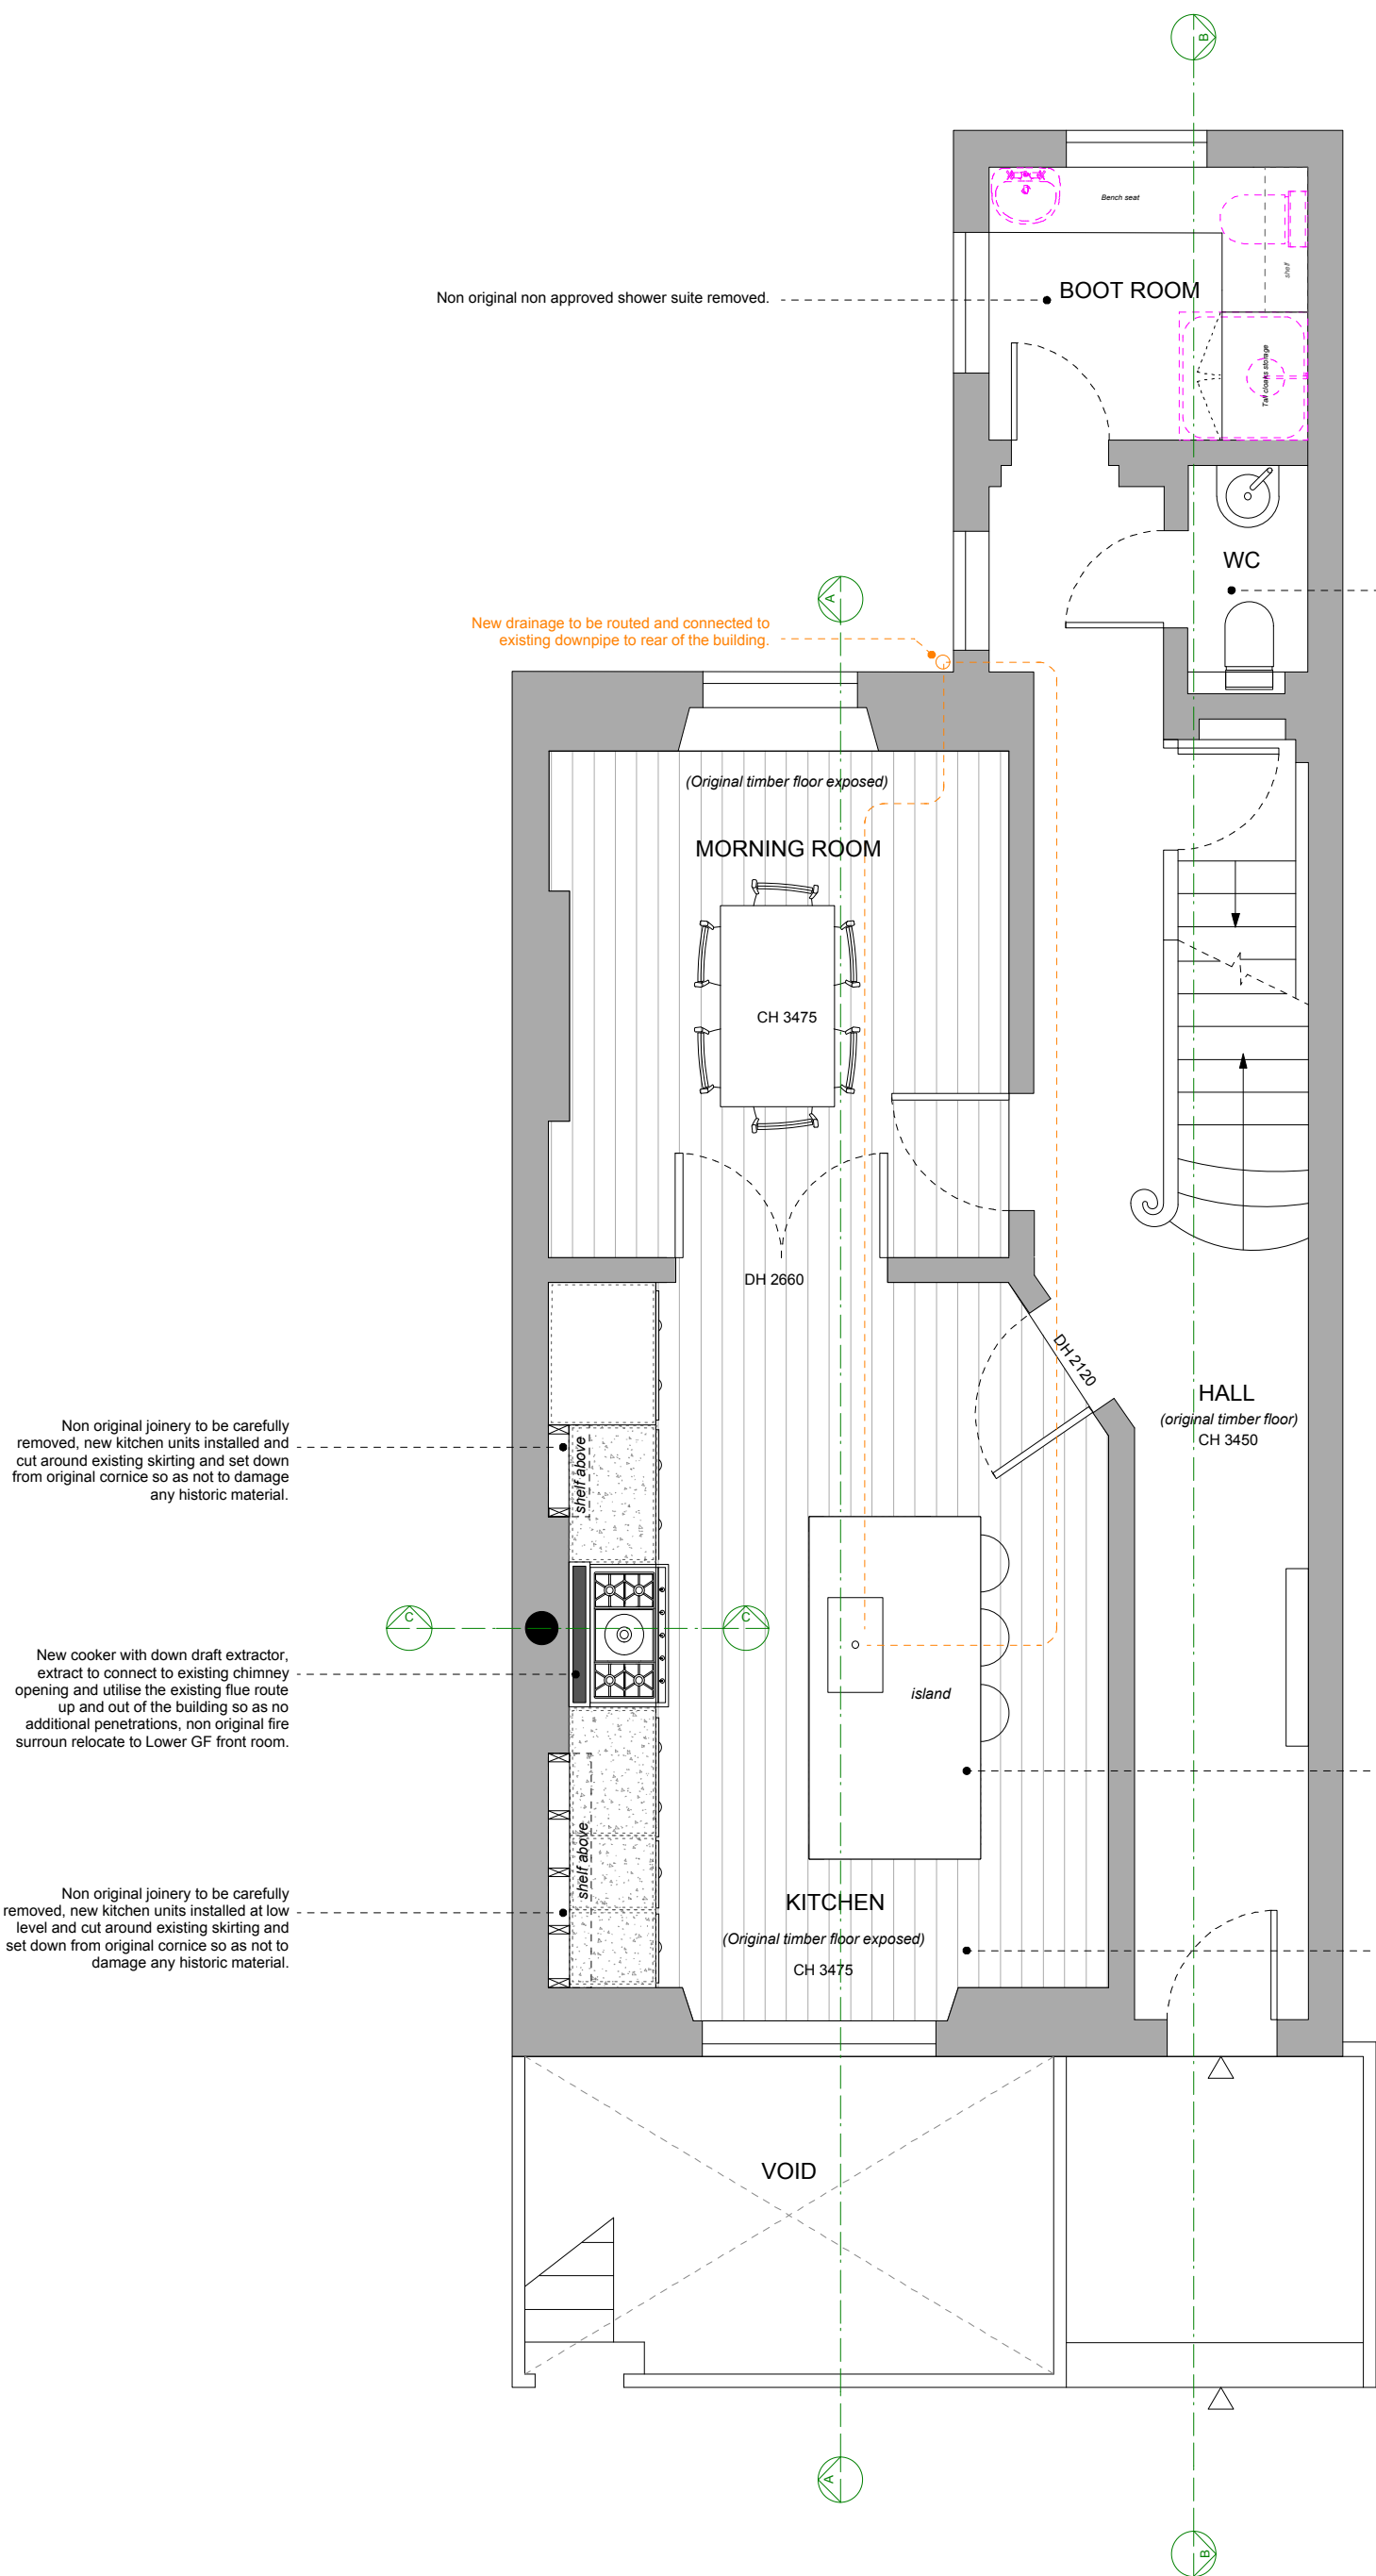 B
Bench seat
shelf
BOOT ROOM
Non original non approved shower suite removed.
Tall cloaks storage
WC
A
New drainage to be routed and connected to
existing downpipe to rear of the building.
(Original timber floor exposed)
MORNING ROOM
CH 3475
DH 2660
DH 2120
HALL
(original timber floor)
CH 3450
Non original joinery to be carefully
removed, new kitchen units installed and
cut around existing skirting and set down
from original cornice so as not to damage
any historic material.
shelf above
C
C
New cooker with down draft extractor,
extract to connect to existing chimney
opening and utilise the existing flue route
up and out of the building so as no
additional penetrations, non original fire
surroun relocate to Lower GF front room.
island
shelf above
Non original joinery to be carefully
removed, new kitchen units installed at low
level and cut around existing skirting and
set down from original cornice so as not to
damage any historic material.
KITCHEN
(Original timber floor exposed)
CH 3475
VOID
A
B